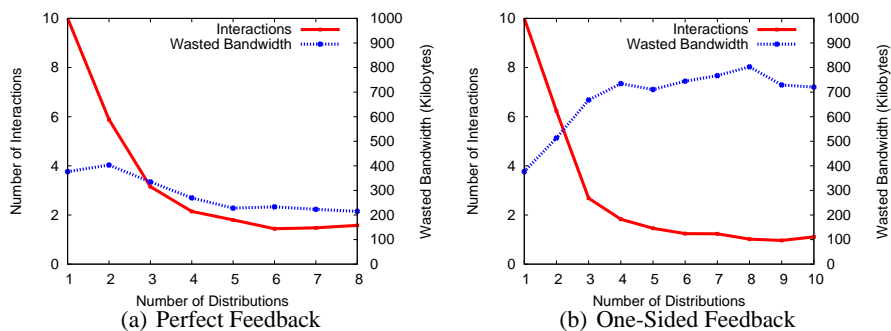 Interactions
Wasted Bandwidth
Number of Interactions
10
8
6
4
2
0
Wasted Bandwidth (Kilobytes)
1000
900
800
700
600
500
400
300
200
100
0
1 2 3 4 5 6 7 8
Number of Distributions
(a) Perfect Feedback
Interactions
Wasted Bandwidth
Number of Interactions
10
8
6
4
2
0
Wasted Bandwidth (Kilobytes)
1000
900
800
700
600
500
400
300
200
100
0
1 2 3 4 5 6 7 8 9 10
Number of Distributions
(b) One-Sided Feedback